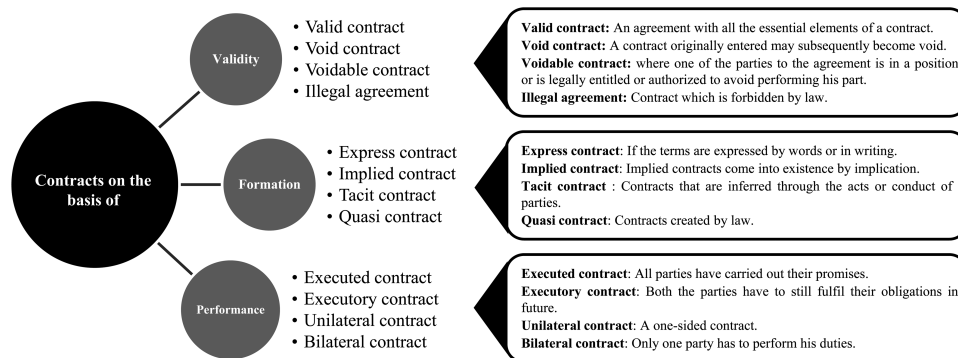 Contracts on the
basis of
Validity
• Valid contract
• Void contract
• Voidable contract
• Illegal agreement
Valid contract: An agreement with all the essential elements of a contract.
Void contract: A contract originally entered may subsequently become void.
Voidable contract: where one of the parties to the agreement is in a position
or is legally entitled or authorized to avoid performing his part.
Illegal agreement: Contract which is forbidden by law.
Formation
• Express contract
• Implied contract
• Tacit contract
• Quasi contract
Express contract: If the terms are expressed by words or in writing.
Implied contract: Implied contracts come into existence by implication.
Tacit contract : Contracts that are inferred through the acts or conduct of
parties.
Quasi contract: Contracts created by law.
Performance
• Executed contract
• Executory contract
• Unilateral contract
• Bilateral contract
Executed contract: All parties have carried out their promises.
Executory contract: Both the parties have to still fulfil their obligations in
future.
Unilateral contract: A one-sided contract.
Bilateral contract: Only one party has to perform his duties.